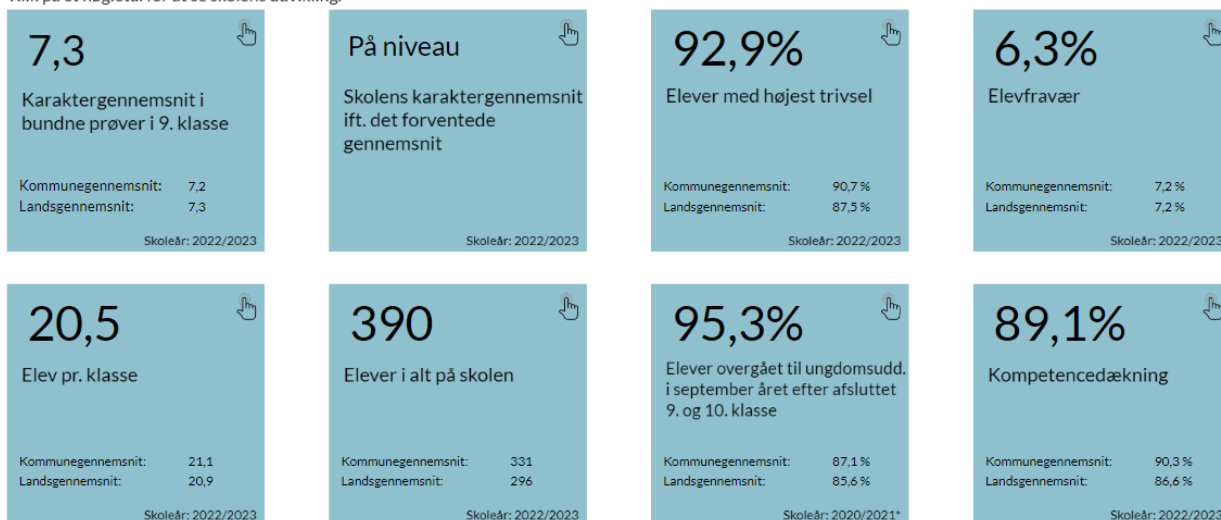 7,3
Karaktergennemsnit i
bundne prøver i 9. klasse
Kommunegennemsnit: 7,2
Landsgennemsnit: 7,3
Skoleår: 2022/2023
På niveau
Skolens karaktergennemsnit
ift. det forventede
gennemsnit
Skoleår: 2022/2023
92,9%
Elever med højest trivsel
Kommunegennemsnit: 90,7 %
Landsgennemsnit: 87,5 %
Skoleår: 2022/2023
6,3%
Elevfravær
Kommunegennemsnit: 7,2 %
Landsgennemsnit: 7,2 %
Skoleår: 2022/2023
20,5
Elev pr. klasse
Kommunegennemsnit: 21,1
Landsgennemsnit: 20,9
Skoleår: 2022/2023
390
Elever i alt på skolen
Kommunegennemsnit: 331
Landsgennemsnit: 296
Skoleår: 2022/2023
95,3%
Elever overgået til ungdomsudd.
i september året efter afsluttet
9. og 10. klasse
Kommunegennemsnit: 87,1 %
Landsgennemsnit: 85,6 %
Skoleår: 2020/2021*
89,1%
Kompetencedækning
Kommunegennemsnit: 90,3 %
Landsgennemsnit: 86,6 %
Skoleår: 2022/2023